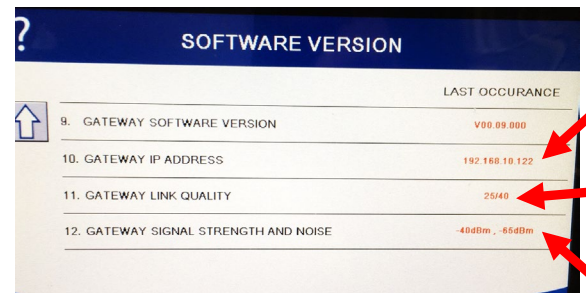 ?
SOFTWARE VERSION
LAST OCCURANCE
9. GATEWAY SOFTWARE VERSION V00.09.000
10. GATEWAY IP ADDRESS 192.168.10.122
11. GATEWAY LINK QUALITY 25/40
12. GATEWAY SIGNAL STRENGTH AND NOISE -40dBm , -65dBm